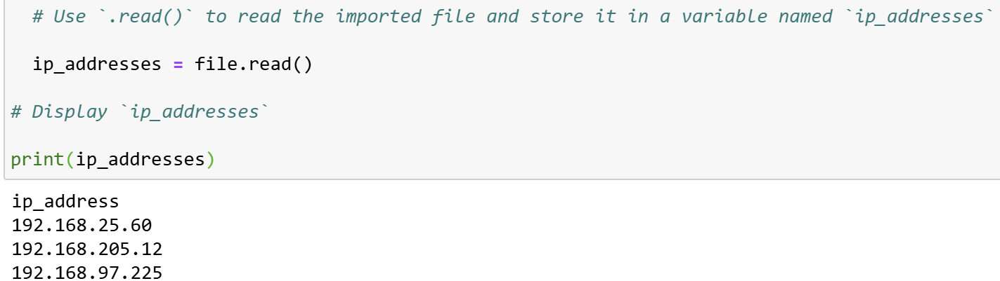 # Use `.read()` to read the imported file and store it in a variable named `ip_addresses`
ip_addresses = file.read()
# Display `ip_addresses`
print(ip_addresses)
ip_address
192.168.25.60
192.168.205.12
192.168.97.225